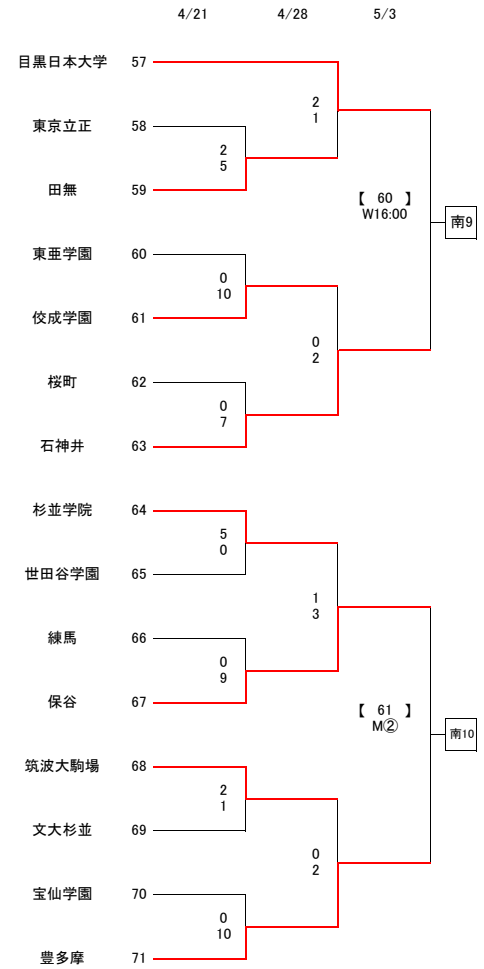 4/21 4/28 5/3
目黒日本大学 57
2
1
東京立正 58
2
5
田無 59
【 60 】
W16:00
南9
東亜学園 60
0
10
佼成学園 61
0
2
桜町 62
0
7
石神井 63
杉並学院 64
5
0
世田谷学園 65
1
3
練馬 66
0
9
保谷 67
【 61 】
M②
南10
筑波大駒場 68
2
1
文大杉並 69
0
2
宝仙学園 70
0
10
豊多摩 71